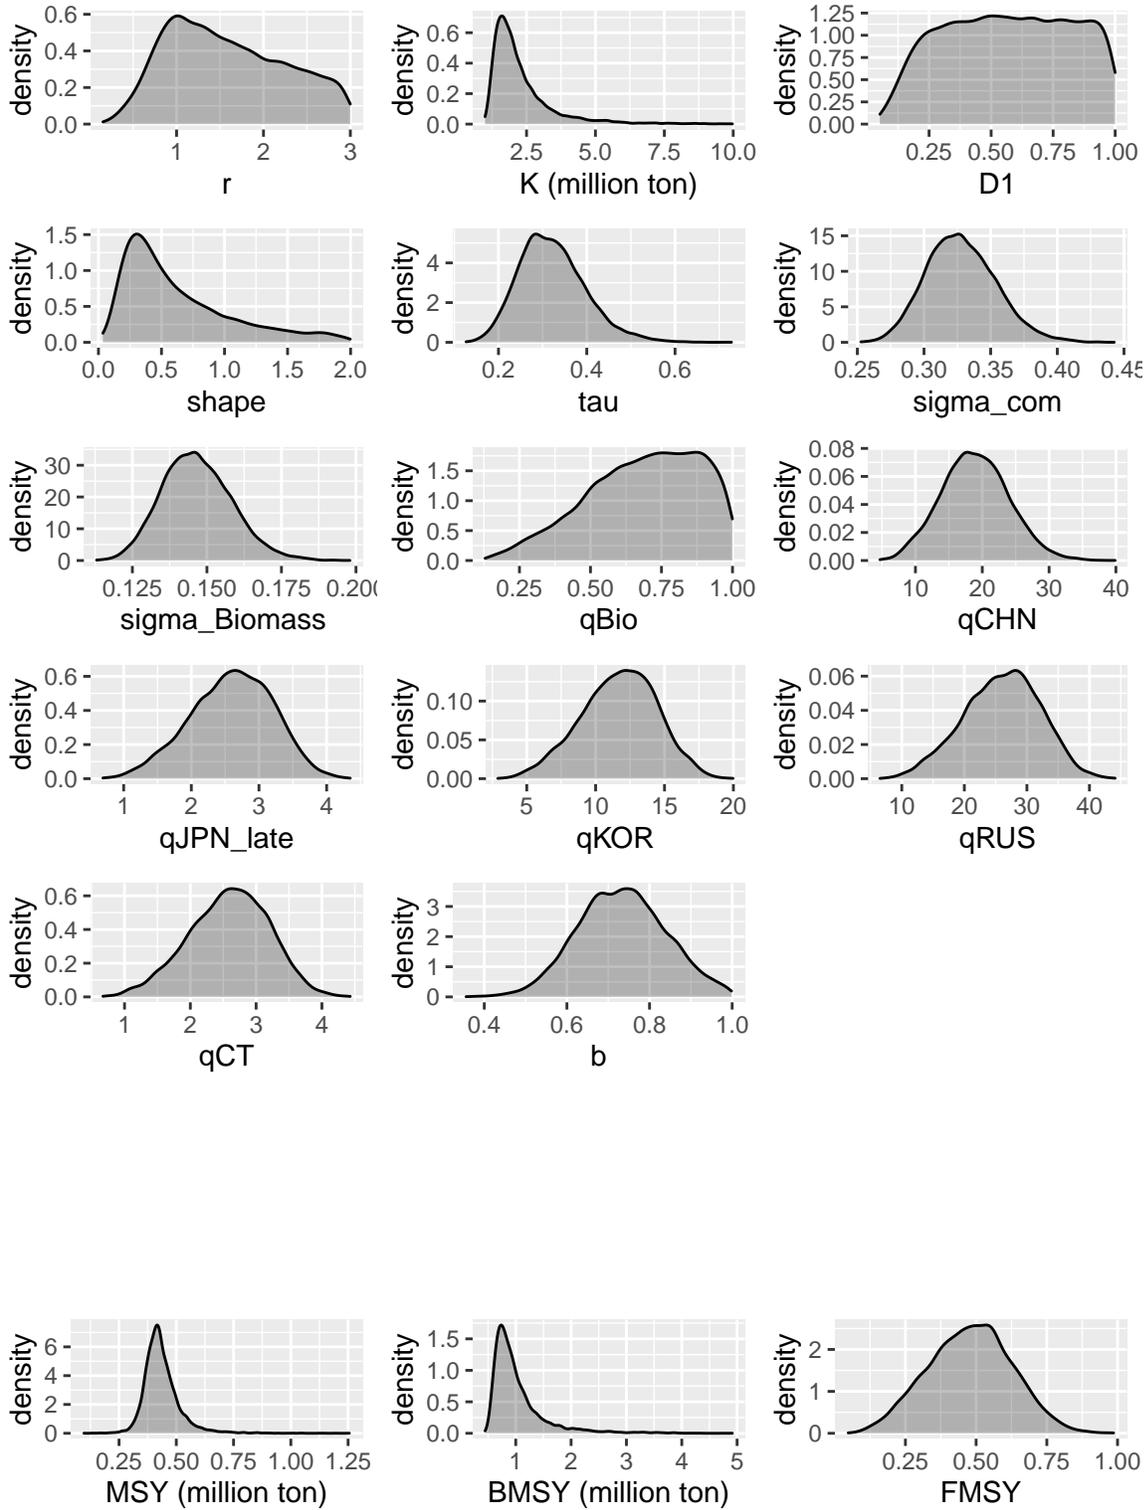 density
0.6
0.4
0.2
0.0
1 2 3
r
density
0.6
0.4
0.2
0.0
2.5 5.0 7.5 10.0
K (million ton)
density
1.25
1.00
0.75
0.50
0.25
0.00
0.25 0.50 0.75 1.00
D1
density
1.5
1.0
0.5
0.0
0.0 0.5 1.0 1.5 2.0
shape
density
4
2
0
0.2 0.4 0.6
tau
density
15
10
5
0
0.25 0.30 0.35 0.40 0.45
sigma_com
density
30
20
10
0
0.125 0.150 0.175 0.200
sigma_Biomass
density
1.5
1.0
0.5
0.0
0.25 0.50 0.75 1.00
qBio
density
0.08
0.06
0.04
0.02
0.00
10 20 30 40
qCHN
density
0.6
0.4
0.2
0.0
1 2 3 4
qJPN_late
density
0.10
0.05
0.00
5 10 15 20
qKOR
density
0.06
0.04
0.02
0.00
10 20 30 40
qRUS
density
0.6
0.4
0.2
0.0
1 2 3 4
qCT
density
3
2
1
0
0.4 0.6 0.8 1.0
b
density
6
4
2
0
0.25 0.50 0.75 1.00 1.25
MSY (million ton)
density
1.5
1.0
0.5
0.0
1 2 3 4 5
BMSY (million ton)
density
2
1
0
0.25 0.50 0.75 1.00
FMSY